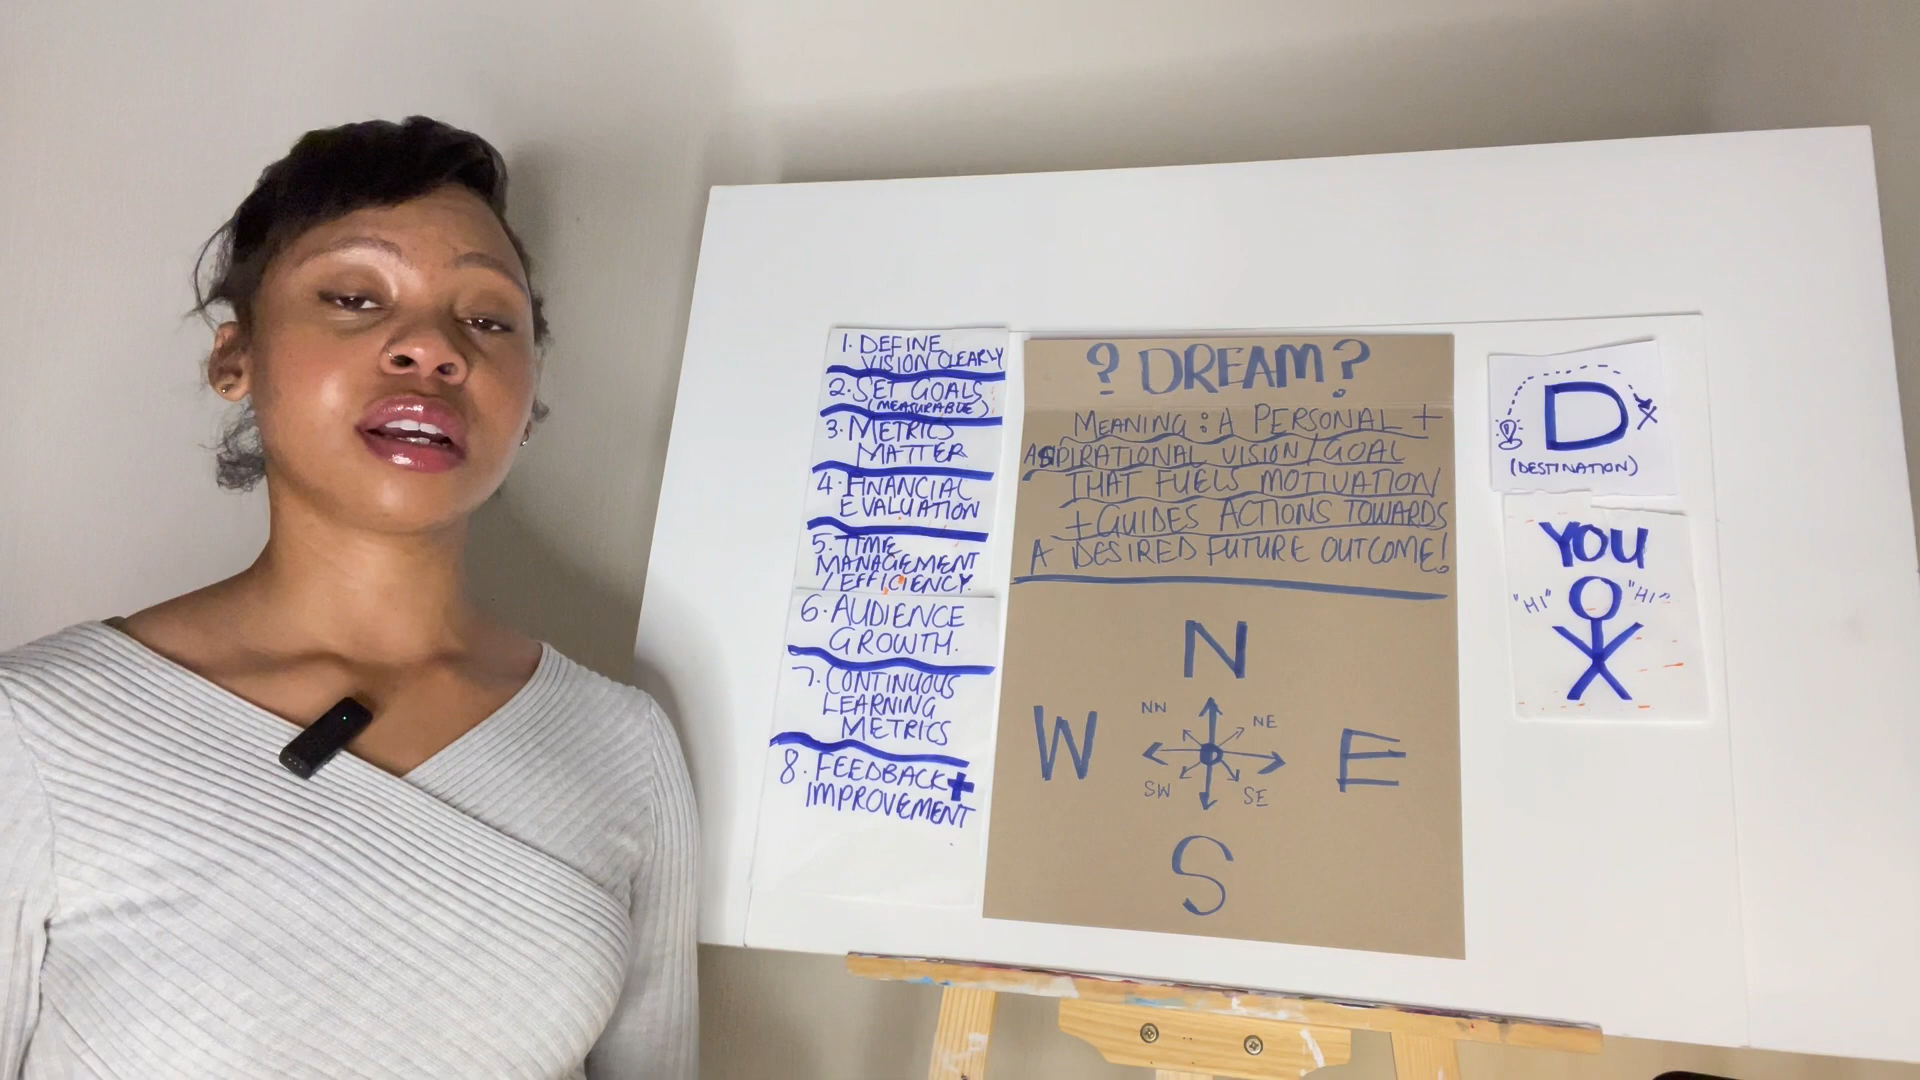 1. DEFINE
VISION CLEARLY
2. SET GOALS
(MEASURABLE)
3. METRICS
MATTER
4. FINANCIAL
EVALUATION
5. TIME
MANAGEMENT
/ EFFICIENCY.
6. AUDIENCE
GROWTH.
7. CONTINUOUS
LEARNING
METRICS
8. FEEDBACK +
IMPROVEMENT
? DREAM ?
MEANING : A PERSONAL +
ASPIRATIONAL VISION/GOAL
THAT FUELS MOTIVATION
+ GUIDES ACTIONS TOWARDS
A DESIRED FUTURE OUTCOME!
N
NN
NE
W
E
SW
SE
S
D
X
(DESTINATION)
YOU
"HI"
"HI"